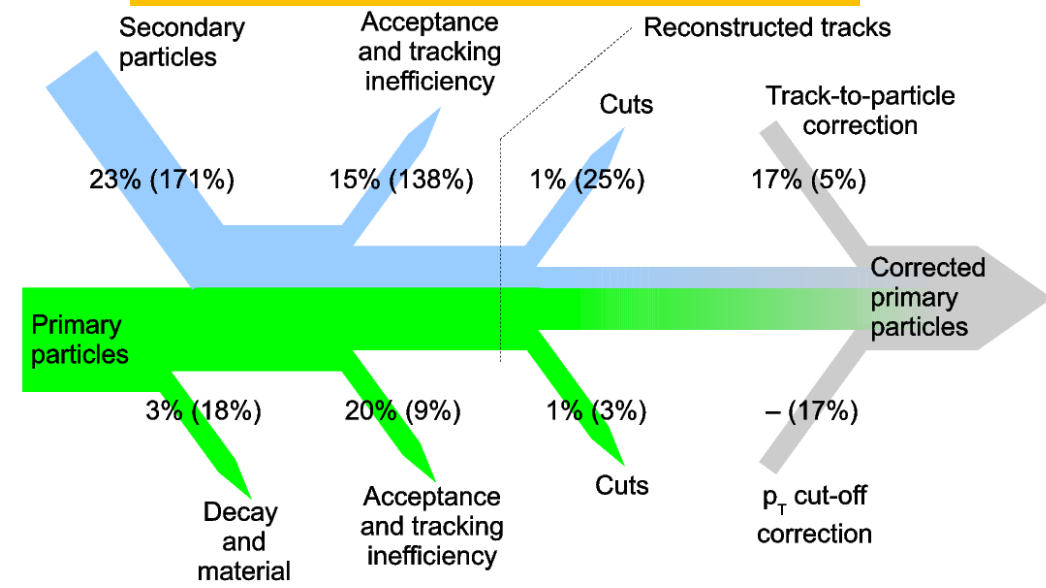 Secondary
particles
Acceptance
and tracking
inefficiency
Reconstructed tracks
Cuts
Track-to-particle
correction
23% (171%)
15% (138%)
1% (25%)
17% (5%)
Primary
particles
Corrected
primary
particles
3% (18%)
20% (9%)
1% (3%)
– (17%)
Decay
and
material
Acceptance
and tracking
inefficiency
Cuts
pT cut-off
correction